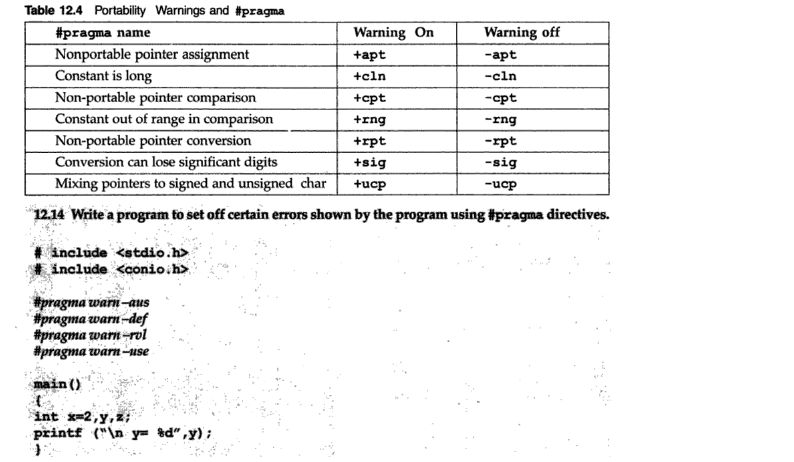 Table 12.4 Portability Warnings and #pragma
#pragma name Warning On Warning off
Nonportable pointer assignment +apt -apt
Constant is long +cln -cln
Non-portable pointer comparison +cpt -cpt
Constant out of range in comparison +rng -rng
Non-portable pointer conversion +rpt -rpt
Conversion can lose significant digits +sig -sig
Mixing pointers to signed and unsigned char +ucp -ucp
12.14 Write a program to set off certain errors shown by the program using #pragma directives.
# include <stdio.h>
# include <conio.h>
#pragma warn -aus
#pragma warn -def
#pragma warn -rvl
#pragma warn -use
main()
{
int x=2,y,z;
printf ("\n y= %d",y);
}